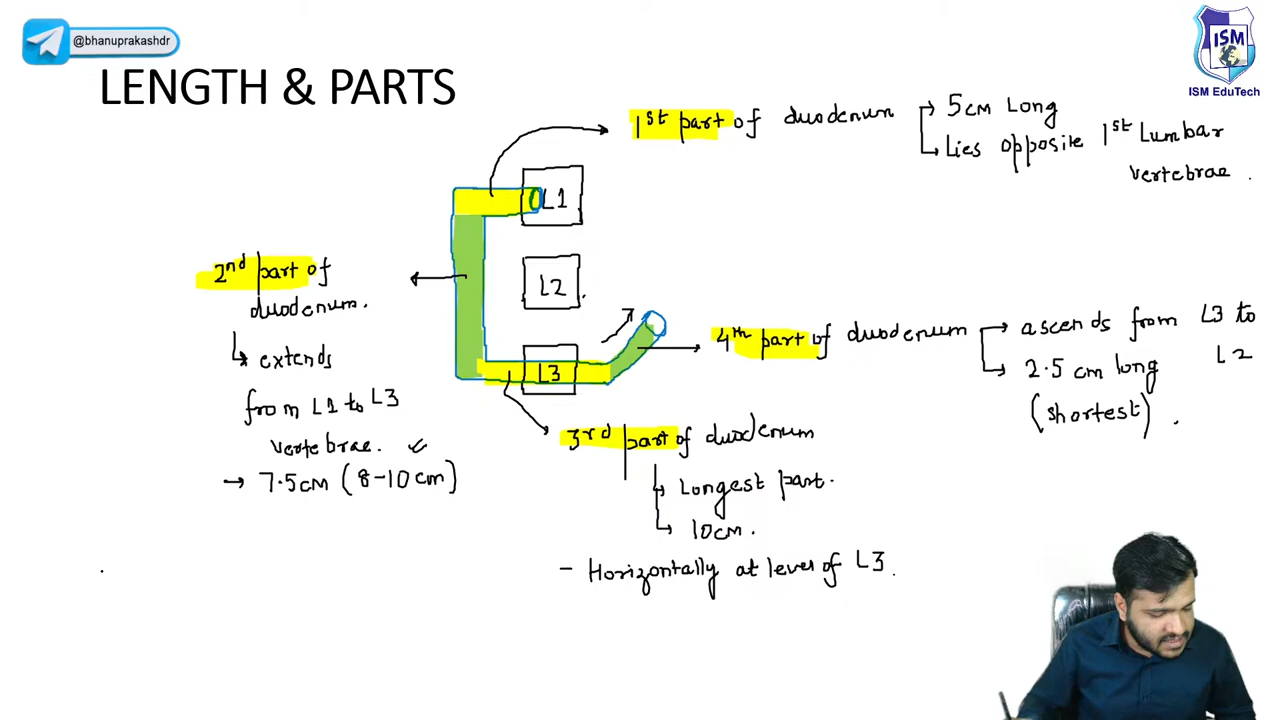 @bhanuprakashdr
ISM
ISM EduTech
LENGTH & PARTS
1st part of duodenum
5cm Long
Lies opposite 1st Lumbar
vertebrae.
L1
L2
L3
2nd part of
duodenum.
extends
from L1 to L3
vertebrae.
7.5cm (8-10cm)
4th part of duodenum
ascends from L3 to
L2
2.5 cm long
(shortest).
3rd part of duodenum
Longest part.
10cm.
- Horizontally at level of L3.